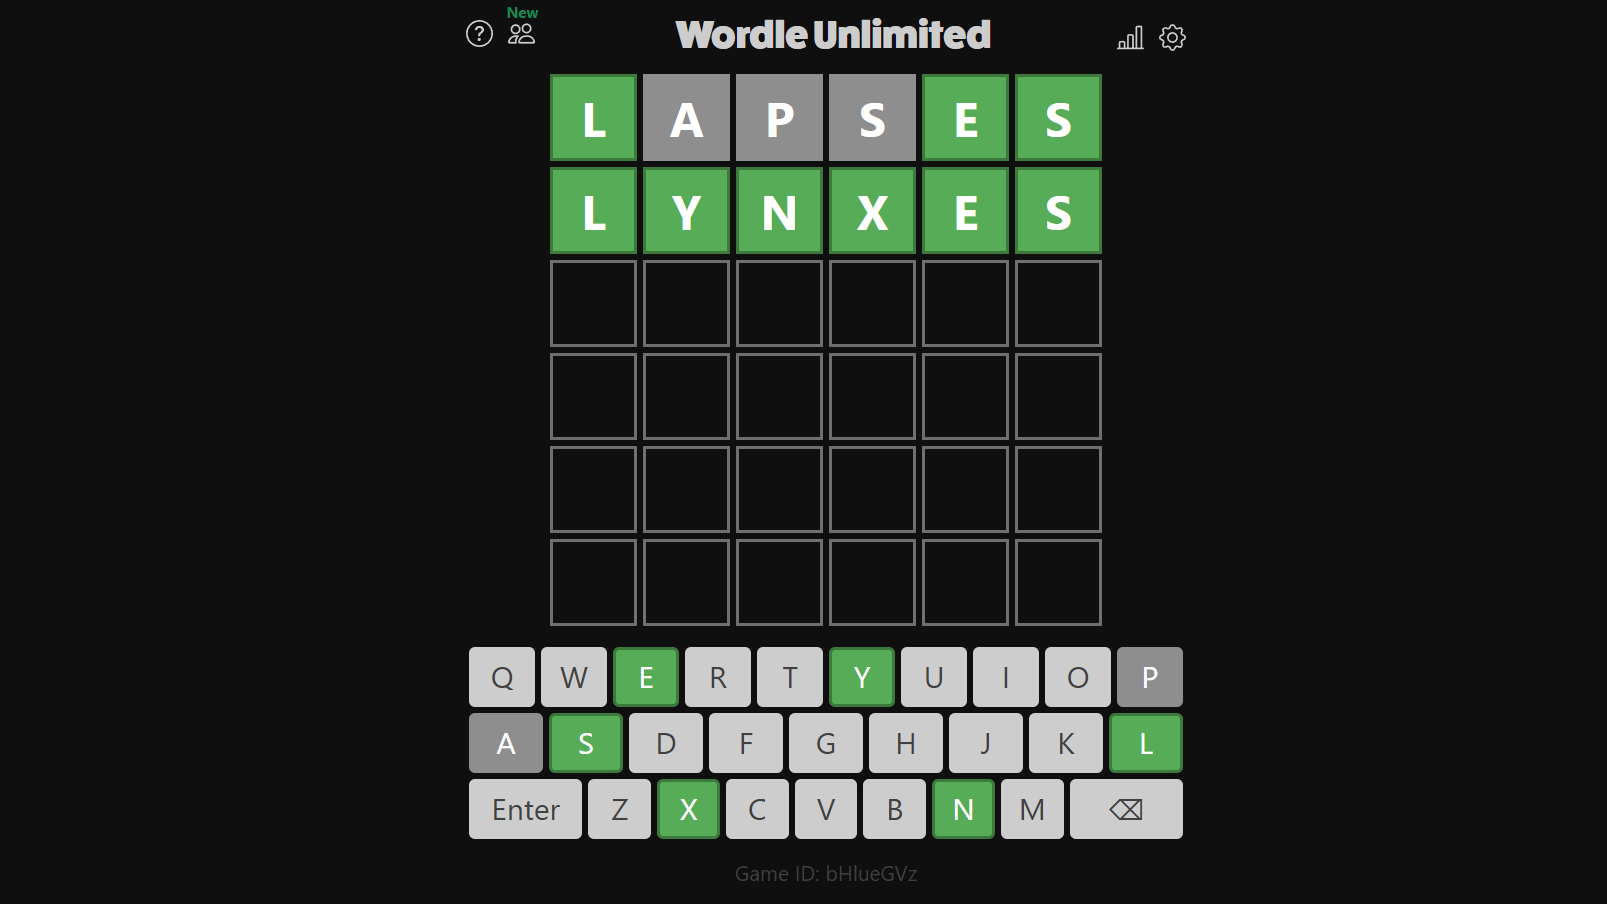 New
Wordle Unlimited
L A P S E S
L Y N X E S
Q W E R T Y U I O P
A S D F G H J K L
Enter Z X C V B N M ⌫
Game ID: bHlueGVz